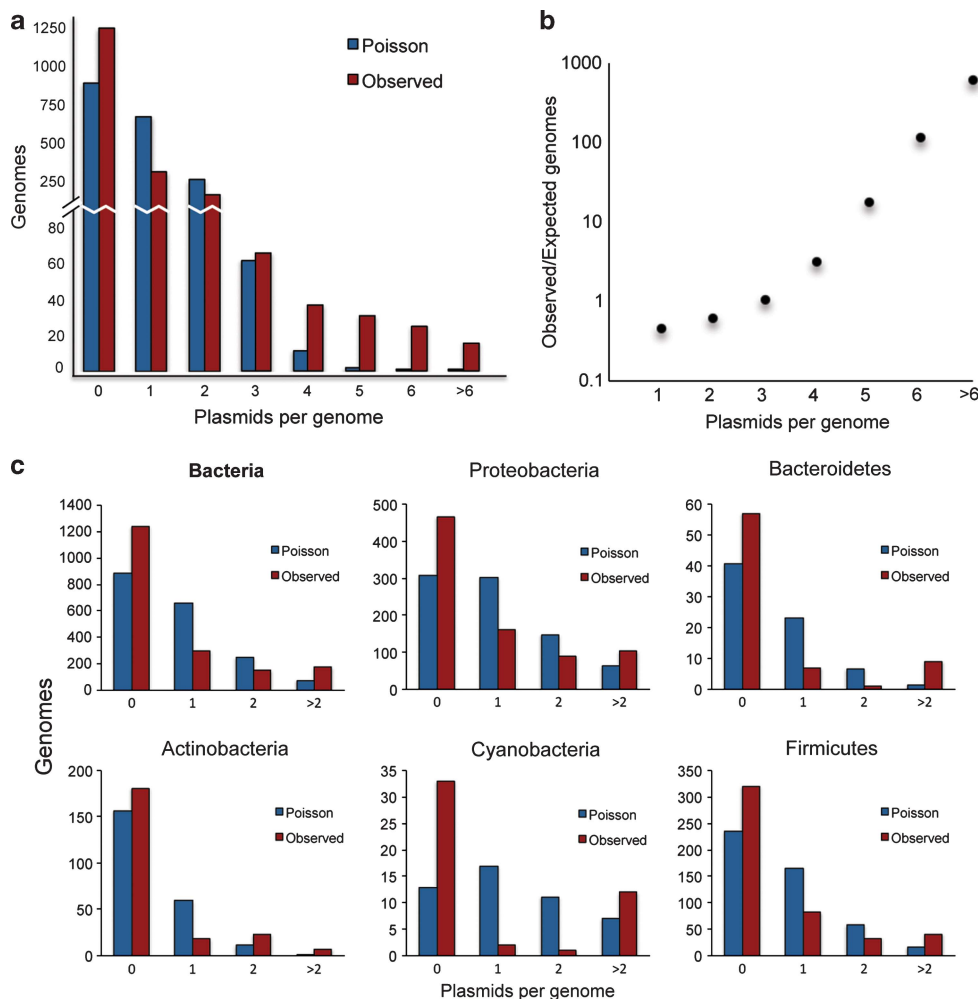 a
1250
1000
750
500
250
80
60
40
20
0
Genomes
Poisson
Observed
0 1 2 3 4 5 6 >6
Plasmids per genome
b
1000
100
10
1
0.1
Observed/Expected genomes
1 2 3 4 5 6 >6
Plasmids per genome
c
Genomes
Bacteria
1400
1200
1000
800
600
400
200
0
Poisson
Observed
0 1 2 >2
Proteobacteria
500
400
300
200
100
0
Poisson
Observed
0 1 2 >2
Bacteroidetes
60
50
40
30
20
10
0
Poisson
Observed
0 1 2 >2
Actinobacteria
200
150
100
50
0
Poisson
Observed
0 1 2 >2
Cyanobacteria
35
30
25
20
15
10
5
0
Poisson
Observed
0 1 2 >2
Firmicutes
350
300
250
200
150
100
50
0
Poisson
Observed
0 1 2 >2
Plasmids per genome